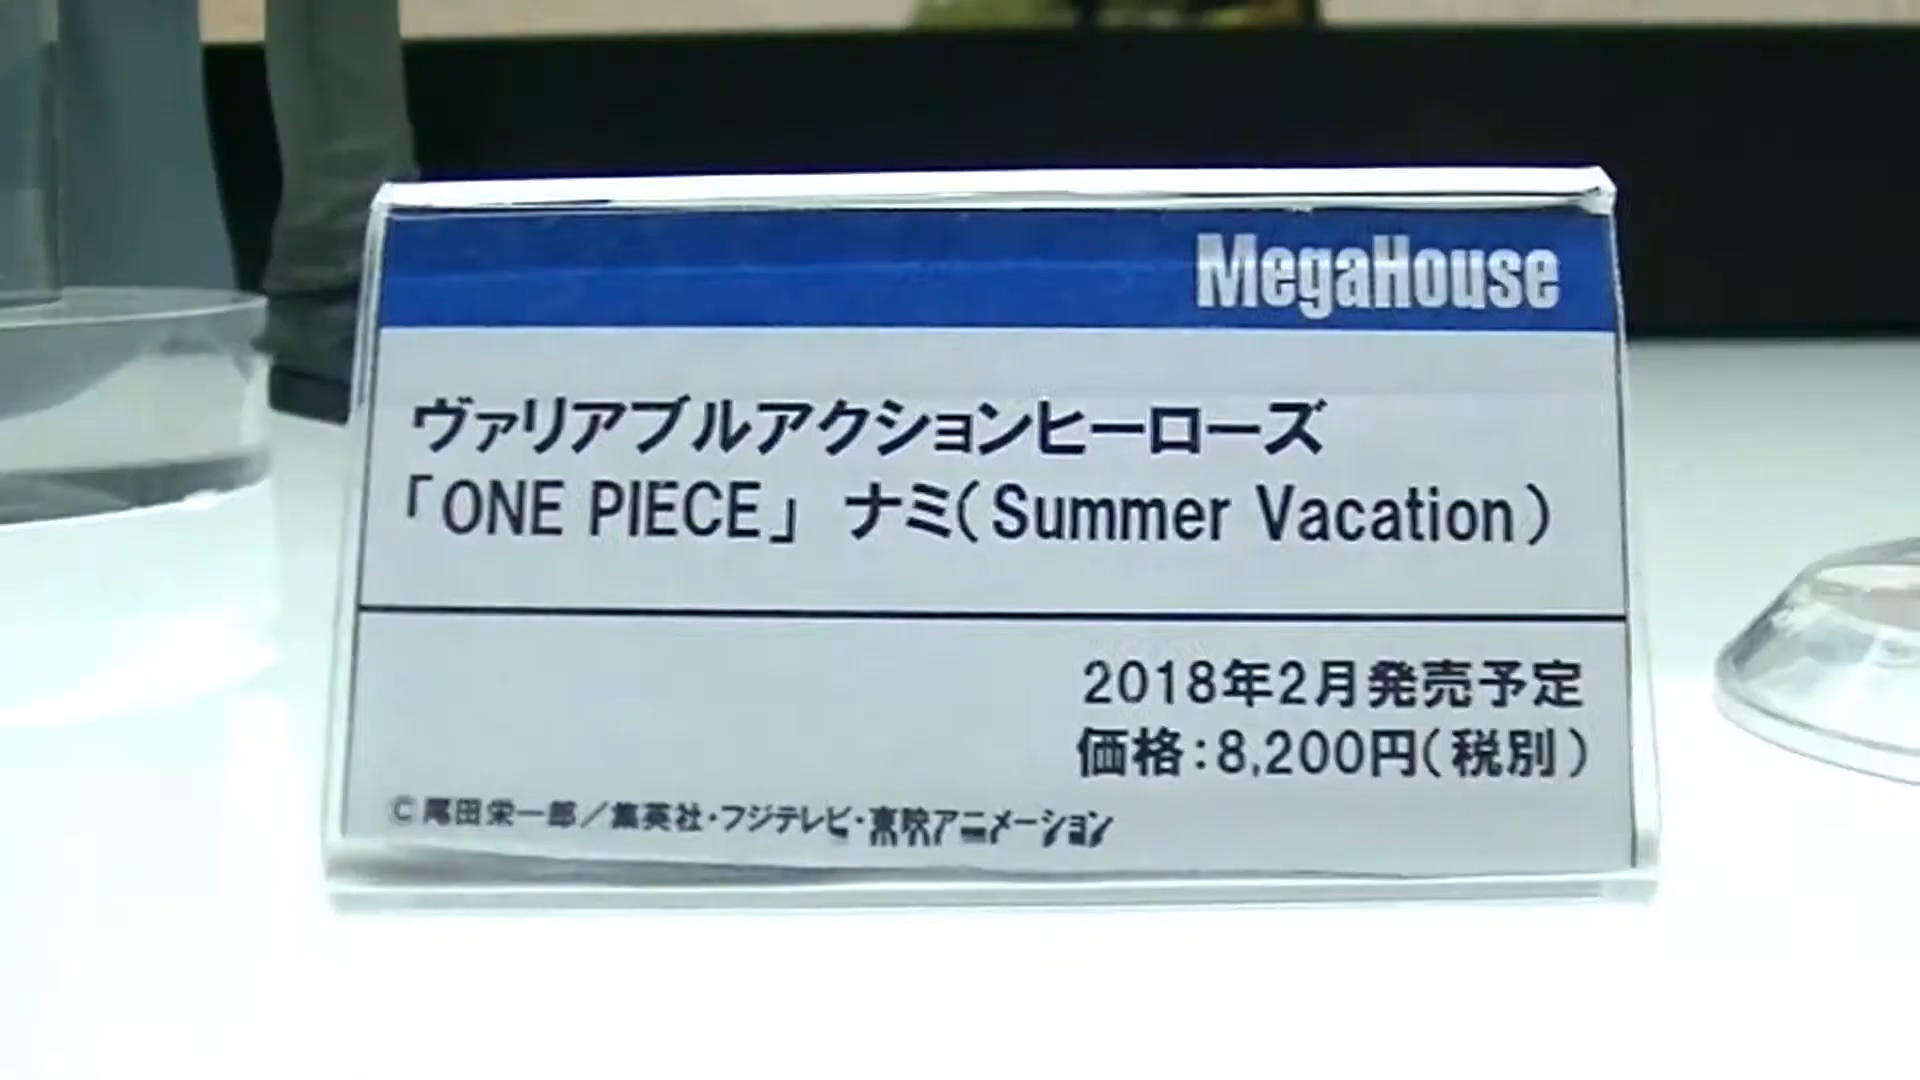 MegaHouse
ヴァリアブルアクションヒーローズ
「ONE PIECE」 ナミ(Summer Vacation)
2018年2月発売予定
価格:8,200円(税別)
©尾田栄一郎／集英社・フジテレビ・東映アニメーション